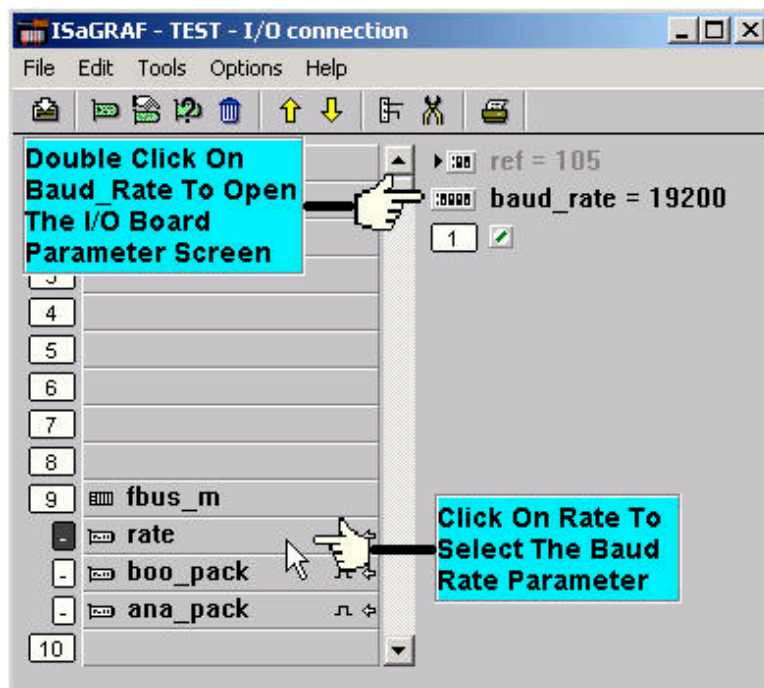 ISaGRAF - TEST - I/O connection
File Edit Tools Options Help
Double Click On
Baud_Rate To Open
The I/O Board
Parameter Screen
ref = 105
baud_rate = 19200
1
4
5
6
7
8
9 fbus_m
- rate
- boo_pack
- ana_pack
10
Click On Rate To
Select The Baud
Rate Parameter